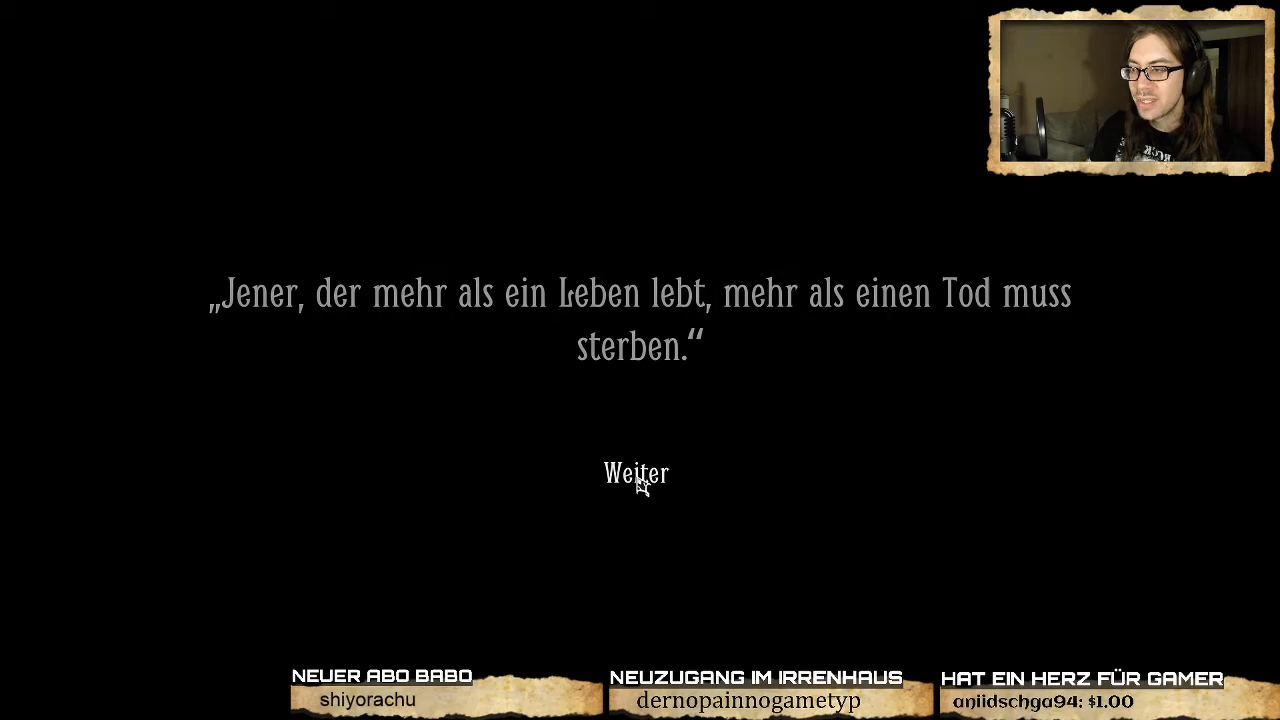 „Jener, der mehr als ein Leben lebt, mehr als einen Tod muss
sterben.“
Weiter
NEUER ABO BABO
shiyorachu
NEUZUGANG IM IRRENHAUS
dernopainnogametyp
HAT EIN HERZ FÜR GAMER
aniidschga94: $1.00